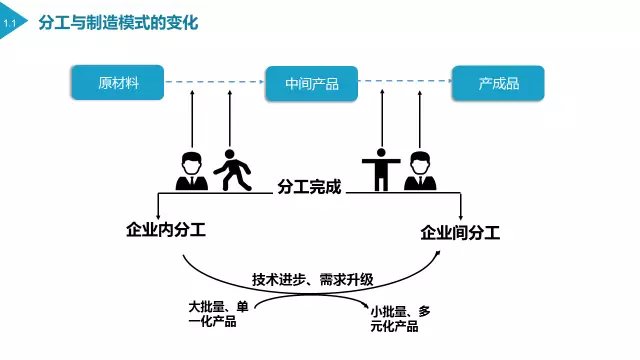 1.1
分工与制造模式的变化
原材料
中间产品
产成品
分工完成
企业内分工
企业间分工
技术进步、需求升级
大批量、单
一化产品
小批量、多
元化产品